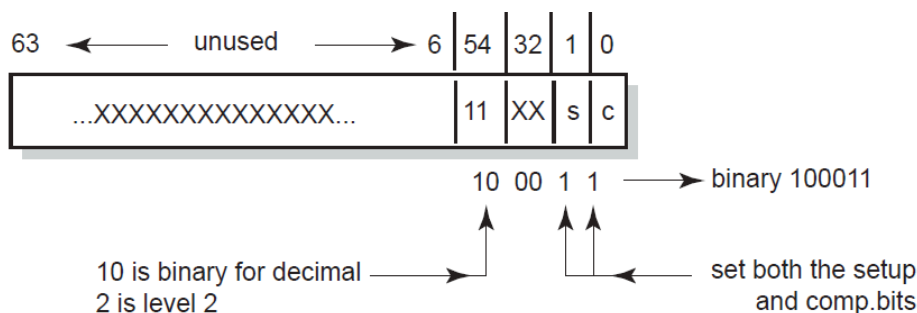 63 unused 6 54 32 1 0
...XXXXXXXXXXXXXX... 11 XX s c
10 00 1 1 binary 100011
10 is binary for decimal set both the setup
2 is level 2 and comp.bits